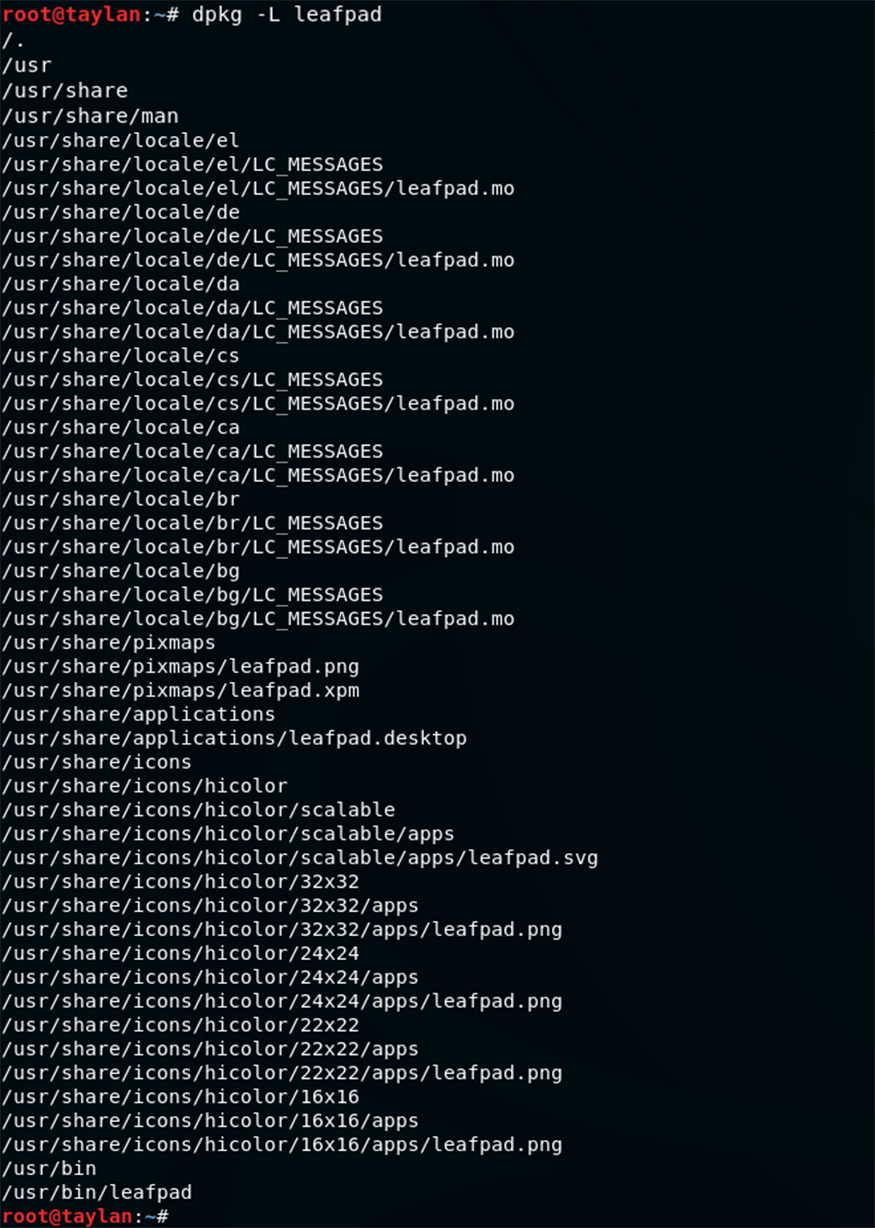 root@taylan:~# dpkg -L leafpad
/.
/usr
/usr/share
/usr/share/man
/usr/share/locale/el
/usr/share/locale/el/LC_MESSAGES
/usr/share/locale/el/LC_MESSAGES/leafpad.mo
/usr/share/locale/de
/usr/share/locale/de/LC_MESSAGES
/usr/share/locale/de/LC_MESSAGES/leafpad.mo
/usr/share/locale/da
/usr/share/locale/da/LC_MESSAGES
/usr/share/locale/da/LC_MESSAGES/leafpad.mo
/usr/share/locale/cs
/usr/share/locale/cs/LC_MESSAGES
/usr/share/locale/cs/LC_MESSAGES/leafpad.mo
/usr/share/locale/ca
/usr/share/locale/ca/LC_MESSAGES
/usr/share/locale/ca/LC_MESSAGES/leafpad.mo
/usr/share/locale/br
/usr/share/locale/br/LC_MESSAGES
/usr/share/locale/br/LC_MESSAGES/leafpad.mo
/usr/share/locale/bg
/usr/share/locale/bg/LC_MESSAGES
/usr/share/locale/bg/LC_MESSAGES/leafpad.mo
/usr/share/pixmaps
/usr/share/pixmaps/leafpad.png
/usr/share/pixmaps/leafpad.xpm
/usr/share/applications
/usr/share/applications/leafpad.desktop
/usr/share/icons
/usr/share/icons/hicolor
/usr/share/icons/hicolor/scalable
/usr/share/icons/hicolor/scalable/apps
/usr/share/icons/hicolor/scalable/apps/leafpad.svg
/usr/share/icons/hicolor/32x32
/usr/share/icons/hicolor/32x32/apps
/usr/share/icons/hicolor/32x32/apps/leafpad.png
/usr/share/icons/hicolor/24x24
/usr/share/icons/hicolor/24x24/apps
/usr/share/icons/hicolor/24x24/apps/leafpad.png
/usr/share/icons/hicolor/22x22
/usr/share/icons/hicolor/22x22/apps
/usr/share/icons/hicolor/22x22/apps/leafpad.png
/usr/share/icons/hicolor/16x16
/usr/share/icons/hicolor/16x16/apps
/usr/share/icons/hicolor/16x16/apps/leafpad.png
/usr/bin
/usr/bin/leafpad
root@taylan:~#